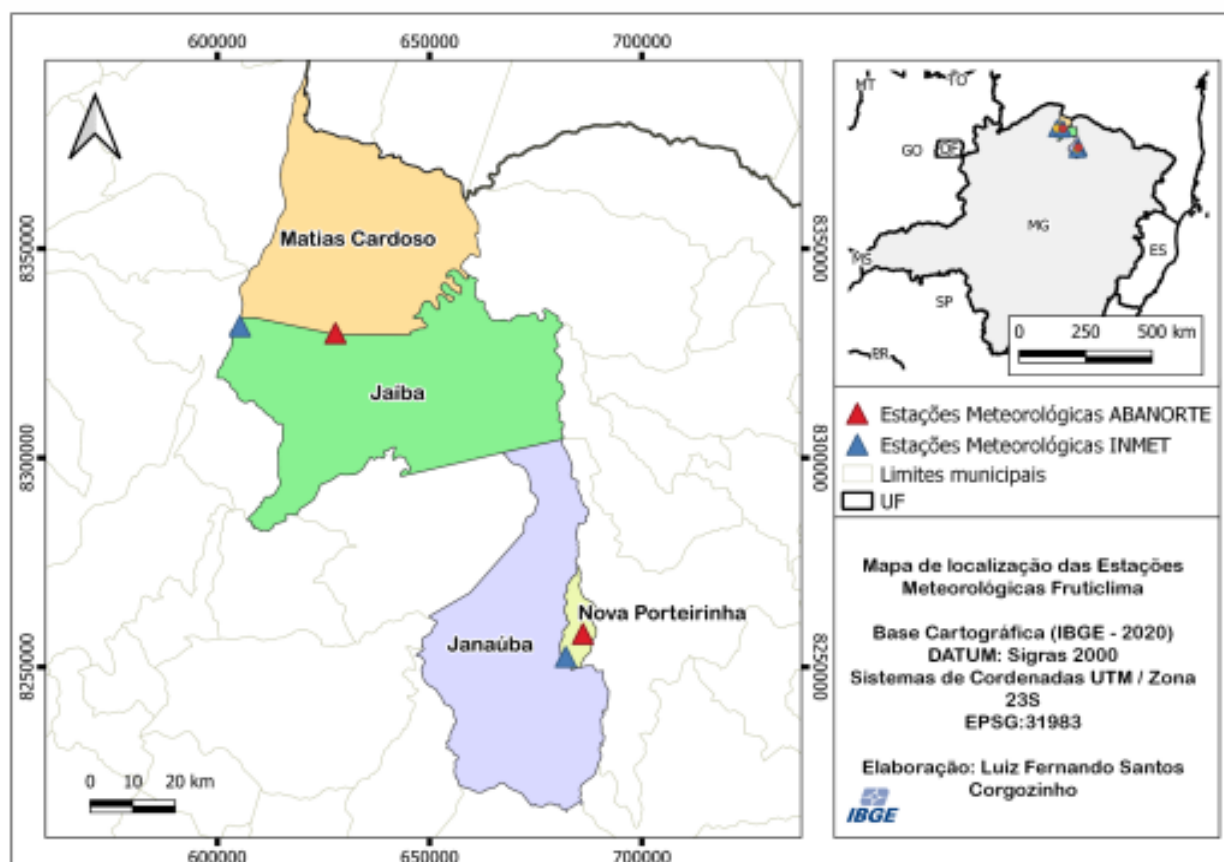 600000 650000 700000
8350000
8300000
8250000
Matias Cardoso
Jaíba
Nova Porteirinha
Janaúba
0 10 20 km
600000 650000 700000
8350000
8300000
8250000
MT
TO
GO
DF
MG
ES
MS
SP
PR
0 250 500 km
Estações Meteorológicas ABANORTE
Estações Meteorológicas INMET
Limites municipais
UF
Mapa de localização das Estações
Meteorológicas Fruticlima
Base Cartográfica (IBGE - 2020)
DATUM: Sigras 2000
Sistemas de Cordenadas UTM / Zona
23S
EPSG:31983
Elaboração: Luiz Fernando Santos
Corgozinho
IBGE